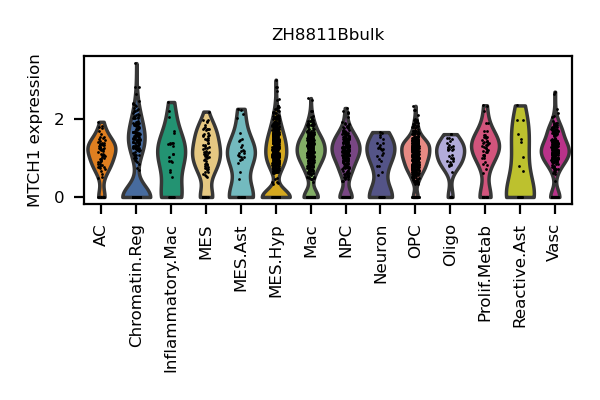 ZH8811Bbulk
MTCH1 expression
2
0
AC
Chromatin.Reg
Inflammatory.Mac
MES
MES.Ast
MES.Hyp
Mac
NPC
Neuron
OPC
Oligo
Prolif.Metab
Reactive.Ast
Vasc